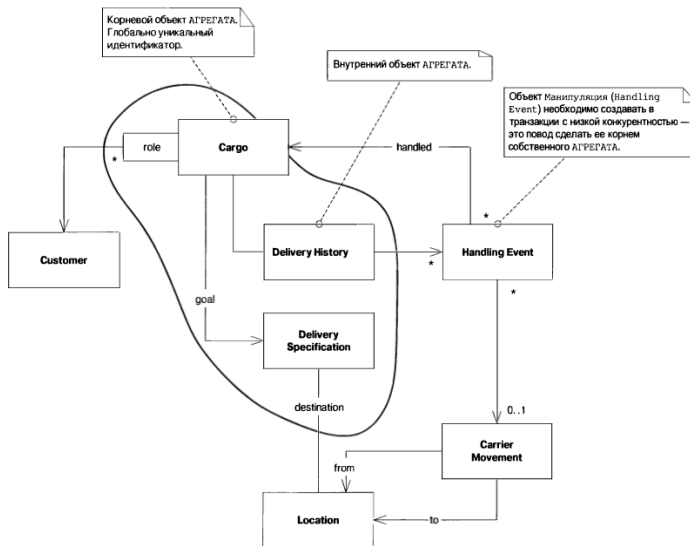 Корневой объект АГРЕГАТА.
Глобально уникальный
идентификатор.
Внутренний объект АГРЕГАТА.
Объект Манипуляция (Handling
Event) необходимо создавать в
транзакции с низкой конкурентностью —
это повод сделать ее корнем
собственного АГРЕГАТА.
role
*
Cargo
handled
*
Customer
Delivery History
*
Handling Event
*
goal
Delivery
Specification
destination
0..1
Carrier
Movement
from
Location
to